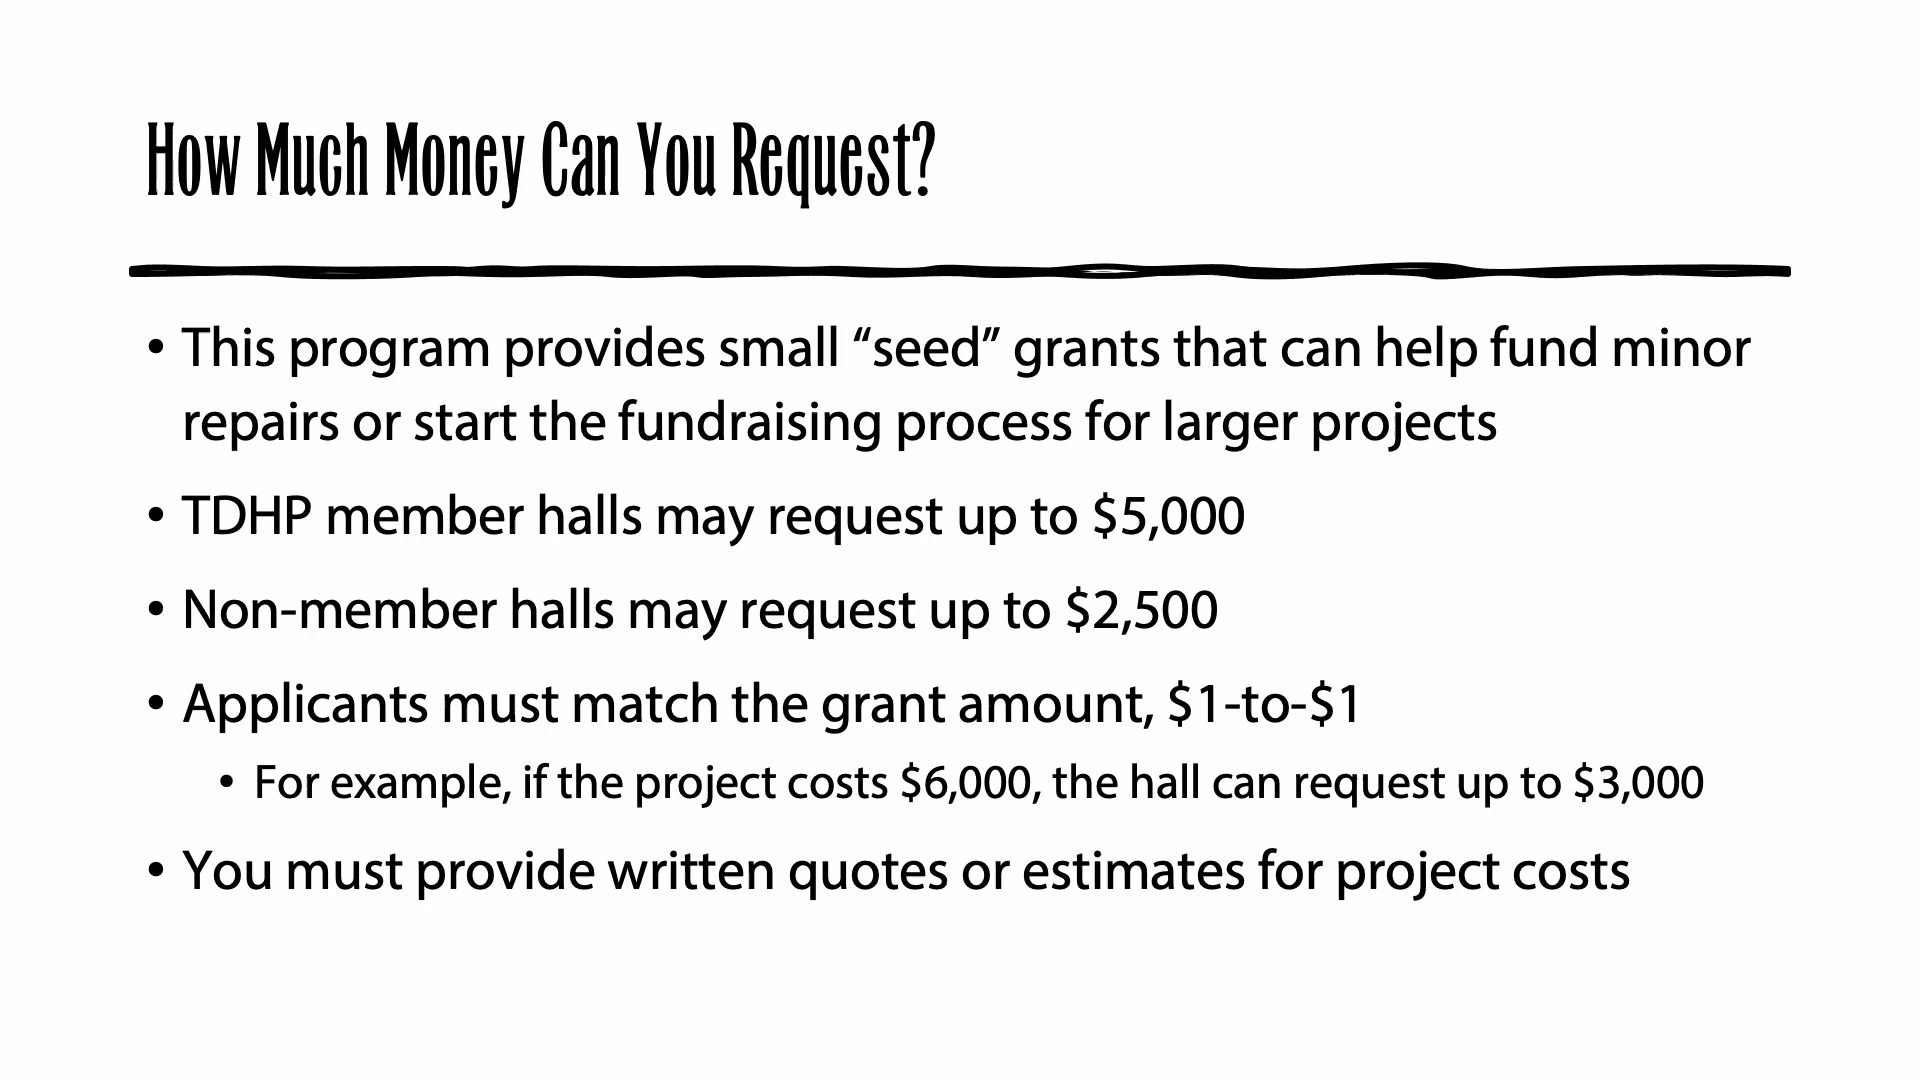 How Much Money Can You Request?
• This program provides small “seed” grants that can help fund minor
repairs or start the fundraising process for larger projects
• TDHP member halls may request up to $5,000
• Non-member halls may request up to $2,500
• Applicants must match the grant amount, $1-to-$1
• For example, if the project costs $6,000, the hall can request up to $3,000
• You must provide written quotes or estimates for project costs